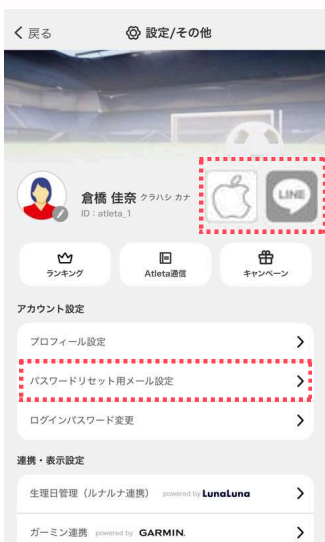 戻る 設定/その他
倉橋 佳奈 クラハシ カナ
ID：atleta_1
LINE
ランキング Atleta通信 キャンペーン
アカウント設定
プロフィール設定
パスワードリセット用メール設定
ログインパスワード変更
連携・表示設定
生理日管理（ルナルナ連携） powered by LunaLuna
ガーミン連携 powered by GARMIN.